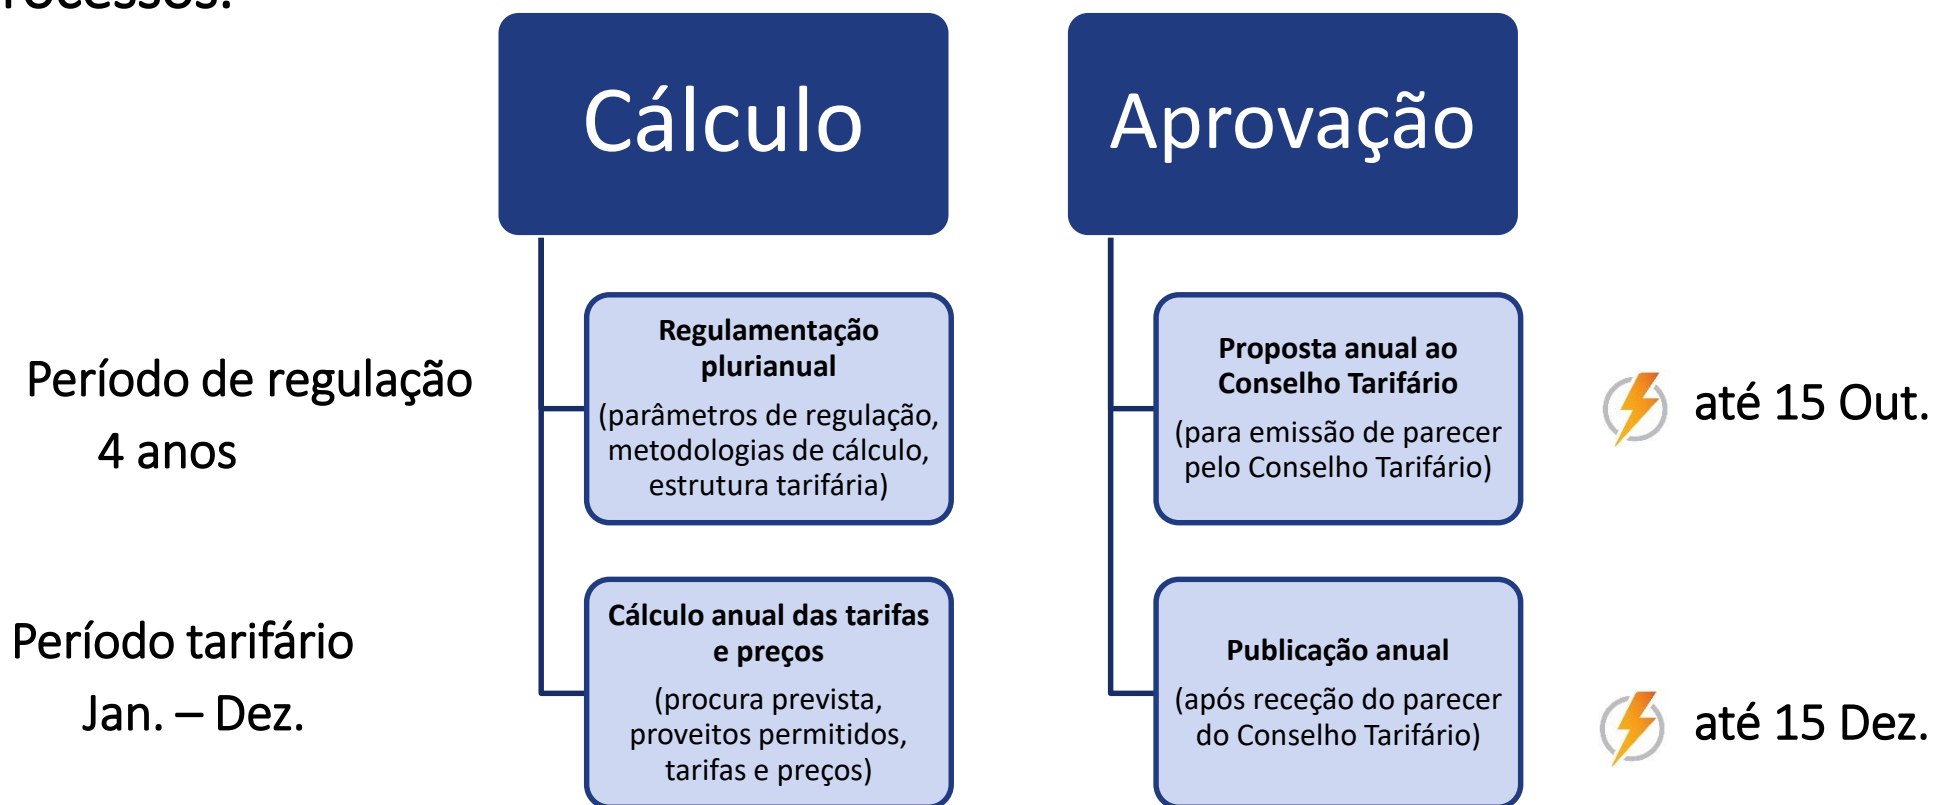 rocessos:
Cálculo
Aprovação
Período de regulação
4 anos
Regulamentação
plurianual
(parâmetros de regulação,
metodologias de cálculo,
estrutura tarifária)
Proposta anual ao
Conselho Tarifário
(para emissão de parecer
pelo Conselho Tarifário)
até 15 Out.
Período tarifário
Jan. – Dez.
Cálculo anual das tarifas
e preços
(procura prevista,
proveitos permitidos,
tarifas e preços)
Publicação anual
(após receção do parecer
do Conselho Tarifário)
até 15 Dez.